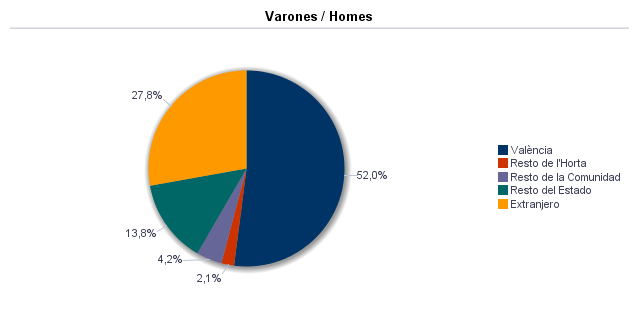 Varones / Homes
27,8%
52,0%
13,8%
4,2%
2,1%
València
Resto de l'Horta
Resto de la Comunidad
Resto del Estado
Extranjero